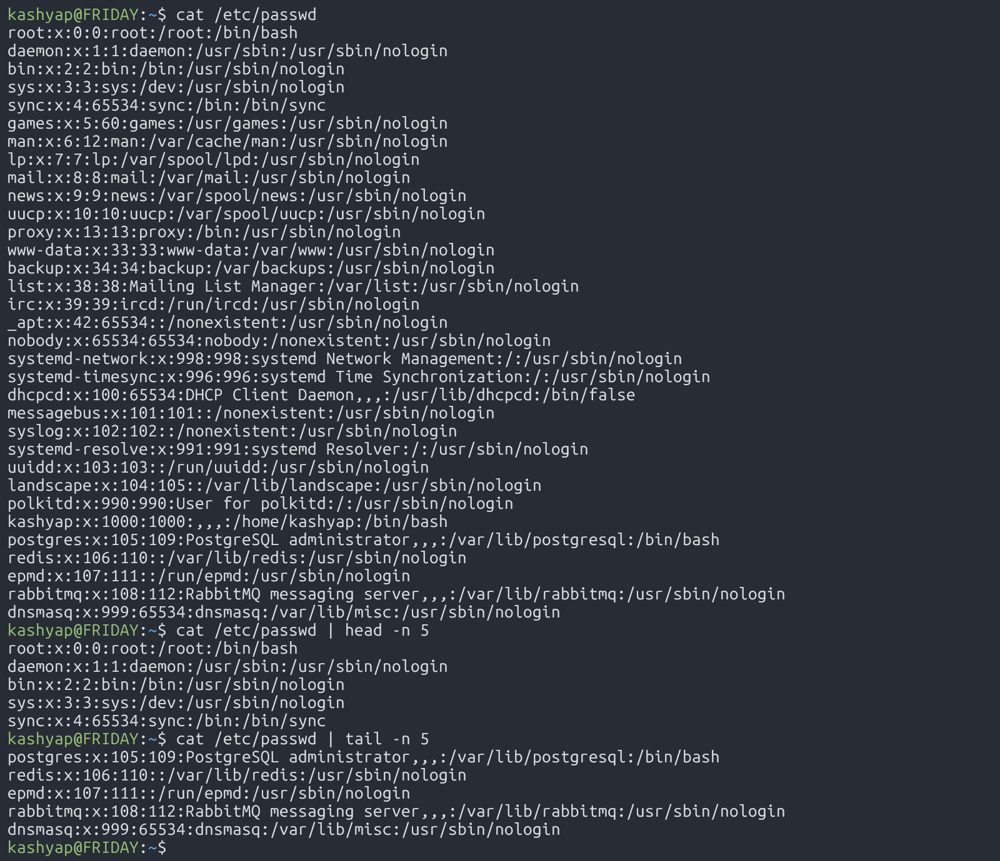 kashyap@FRIDAY:~$ cat /etc/passwd
root:x:0:0:root:/root:/bin/bash
daemon:x:1:1:daemon:/usr/sbin:/usr/sbin/nologin
bin:x:2:2:bin:/bin:/usr/sbin/nologin
sys:x:3:3:sys:/dev:/usr/sbin/nologin
sync:x:4:65534:sync:/bin:/bin/sync
games:x:5:60:games:/usr/games:/usr/sbin/nologin
man:x:6:12:man:/var/cache/man:/usr/sbin/nologin
lp:x:7:7:lp:/var/spool/lpd:/usr/sbin/nologin
mail:x:8:8:mail:/var/mail:/usr/sbin/nologin
news:x:9:9:news:/var/spool/news:/usr/sbin/nologin
uucp:x:10:10:uucp:/var/spool/uucp:/usr/sbin/nologin
proxy:x:13:13:proxy:/bin:/usr/sbin/nologin
www-data:x:33:33:www-data:/var/www:/usr/sbin/nologin
backup:x:34:34:backup:/var/backups:/usr/sbin/nologin
list:x:38:38:Mailing List Manager:/var/list:/usr/sbin/nologin
irc:x:39:39:ircd:/run/ircd:/usr/sbin/nologin
_apt:x:42:65534::/nonexistent:/usr/sbin/nologin
nobody:x:65534:65534:nobody:/nonexistent:/usr/sbin/nologin
systemd-network:x:998:998:systemd Network Management:/:/usr/sbin/nologin
systemd-timesync:x:996:996:systemd Time Synchronization:/:/usr/sbin/nologin
dhcpcd:x:100:65534:DHCP Client Daemon,,,:/usr/lib/dhcpcd:/bin/false
messagebus:x:101:101::/nonexistent:/usr/sbin/nologin
syslog:x:102:102::/nonexistent:/usr/sbin/nologin
systemd-resolve:x:991:991:systemd Resolver:/:/usr/sbin/nologin
uuidd:x:103:103::/run/uuidd:/usr/sbin/nologin
landscape:x:104:105::/var/lib/landscape:/usr/sbin/nologin
polkitd:x:990:990:User for polkitd:/:/usr/sbin/nologin
kashyap:x:1000:1000:,,,:/home/kashyap:/bin/bash
postgres:x:105:109:PostgreSQL administrator,,,:/var/lib/postgresql:/bin/bash
redis:x:106:110::/var/lib/redis:/usr/sbin/nologin
epmd:x:107:111::/run/epmd:/usr/sbin/nologin
rabbitmq:x:108:112:RabbitMQ messaging server,,,:/var/lib/rabbitmq:/usr/sbin/nologin
dnsmasq:x:999:65534:dnsmasq:/var/lib/misc:/usr/sbin/nologin
kashyap@FRIDAY:~$ cat /etc/passwd | head -n 5
root:x:0:0:root:/root:/bin/bash
daemon:x:1:1:daemon:/usr/sbin:/usr/sbin/nologin
bin:x:2:2:bin:/bin:/usr/sbin/nologin
sys:x:3:3:sys:/dev:/usr/sbin/nologin
sync:x:4:65534:sync:/bin:/bin/sync
kashyap@FRIDAY:~$ cat /etc/passwd | tail -n 5
postgres:x:105:109:PostgreSQL administrator,,,:/var/lib/postgresql:/bin/bash
redis:x:106:110::/var/lib/redis:/usr/sbin/nologin
epmd:x:107:111::/run/epmd:/usr/sbin/nologin
rabbitmq:x:108:112:RabbitMQ messaging server,,,:/var/lib/rabbitmq:/usr/sbin/nologin
dnsmasq:x:999:65534:dnsmasq:/var/lib/misc:/usr/sbin/nologin
kashyap@FRIDAY:~$